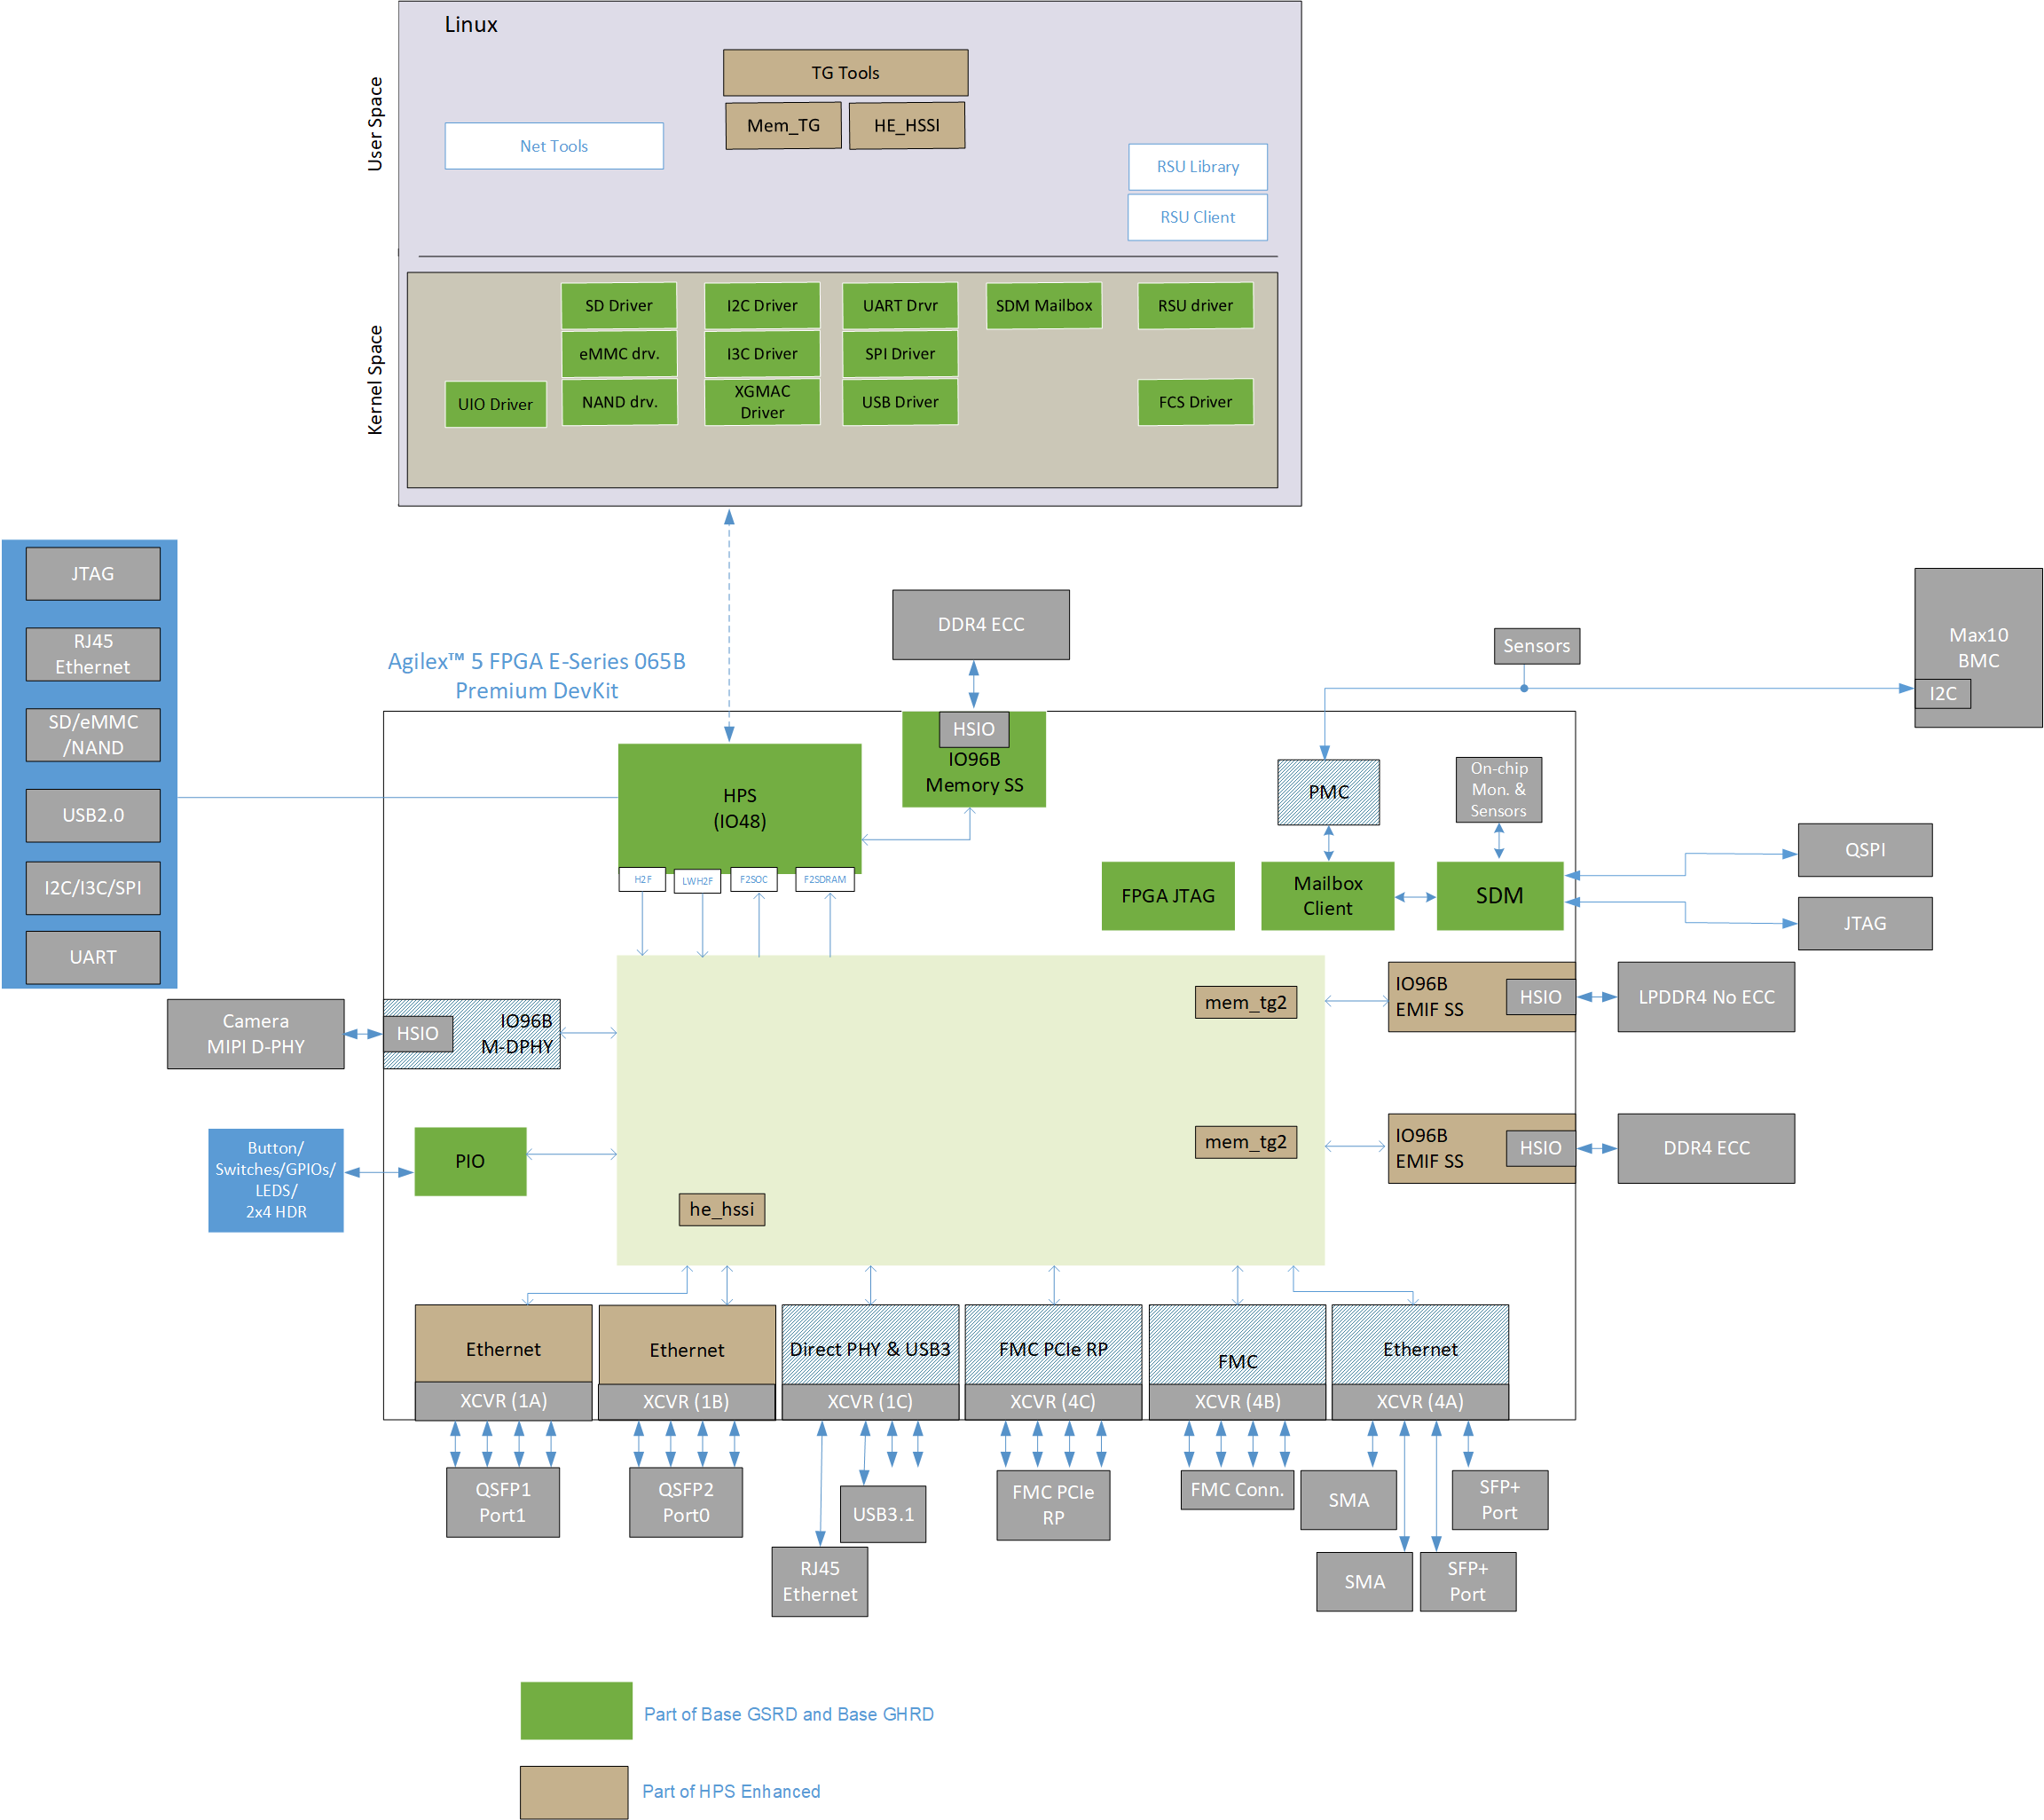 Linux
User Space
TG Tools
Mem_TG
HE_HSSI
Net Tools
RSU Library
RSU Client
Kernel Space
SD Driver
I2C Driver
UART Drvr
SDM Mailbox
RSU driver
eMMC drv.
I3C Driver
SPI Driver
UIO Driver
NAND drv.
XGMAC
Driver
USB Driver
FCS Driver
JTAG
RJ45
Ethernet
SD/eMMC
/NAND
USB2.0
I2C/I3C/SPI
UART
Agilex™ 5 FPGA E-Series 065B
Premium DevKit
DDR4 ECC
HSIO
IO96B
Memory SS
Sensors
Max10
BMC
I2C
HPS
(IO48)
H2F
LWH2F
F2SOC
F2SDRAM
PMC
On-chip
Mon. &
Sensors
FPGA JTAG
Mailbox
Client
SDM
QSPI
JTAG
Camera
MIPI D-PHY
HSIO
IO96B
M-DPHY
mem_tg2
IO96B
EMIF SS
HSIO
LPDDR4 No ECC
Button/
Switches/GPIOs/
LEDS/
2x4 HDR
PIO
mem_tg2
IO96B
EMIF SS
HSIO
DDR4 ECC
he_hssi
Ethernet
XCVR (1A)
Ethernet
XCVR (1B)
Direct PHY & USB3
XCVR (1C)
FMC PCIe RP
XCVR (4C)
FMC
XCVR (4B)
Ethernet
XCVR (4A)
QSFP1
Port1
QSFP2
Port0
USB3.1
RJ45
Ethernet
FMC PCIe
RP
FMC Conn.
SMA
SFP+
Port
SMA
SFP+
Port
Part of Base GSRD and Base GHRD
Part of HPS Enhanced